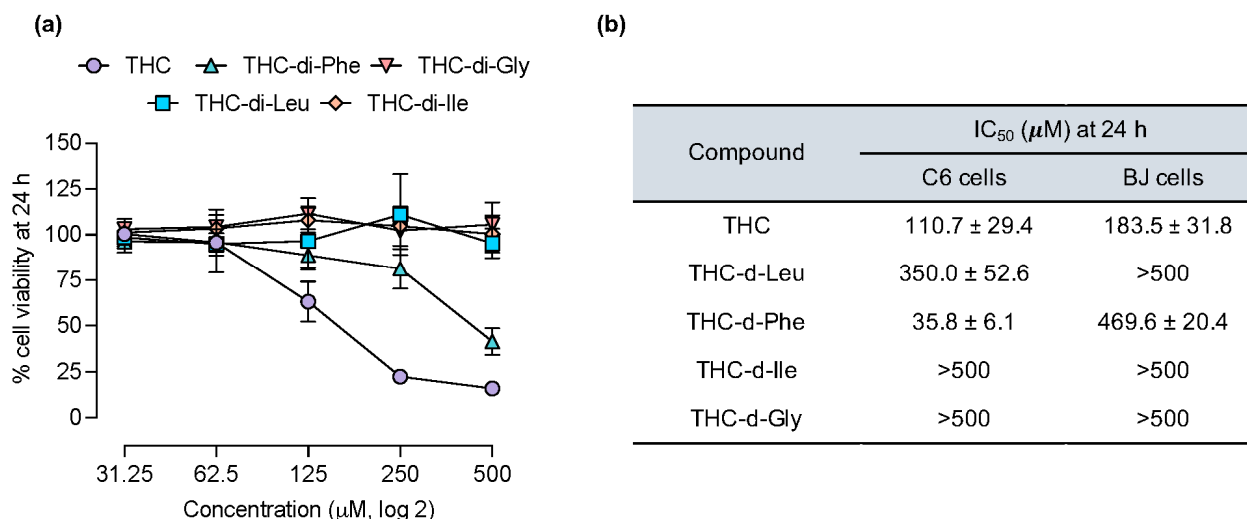 (a)
THC THC-di-Phe THC-di-Gly
THC-di-Leu THC-di-Ile
% cell viability at 24 h
150
125
100
75
50
25
0
31.25 62.5 125 250 500
Concentration (µM, log 2)
(b)
Compound IC₅₀ (µM) at 24 h
C6 cells BJ cells
THC 110.7 ± 29.4 183.5 ± 31.8
THC-d-Leu 350.0 ± 52.6 >500
THC-d-Phe 35.8 ± 6.1 469.6 ± 20.4
THC-d-Ile >500 >500
THC-d-Gly >500 >500